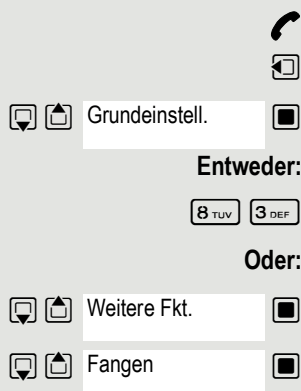 Grundeinstell.
Entweder:
8 TUV 3 DEF
Oder:
Weitere Fkt.
Fangen